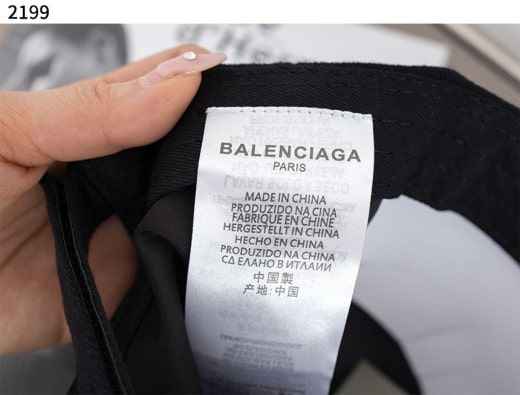 2199
BALENCIAGA
PARIS
MADE IN CHINA
PRODUZIDO NA CINA
FABRIQUE EN CHINE
HERGESTELLT IN CHINA
HECHO EN CHINA
PRODUZIDO NA CHINA
СДЕЛАНО В ИТЛАИИ
中国製
产地:中国